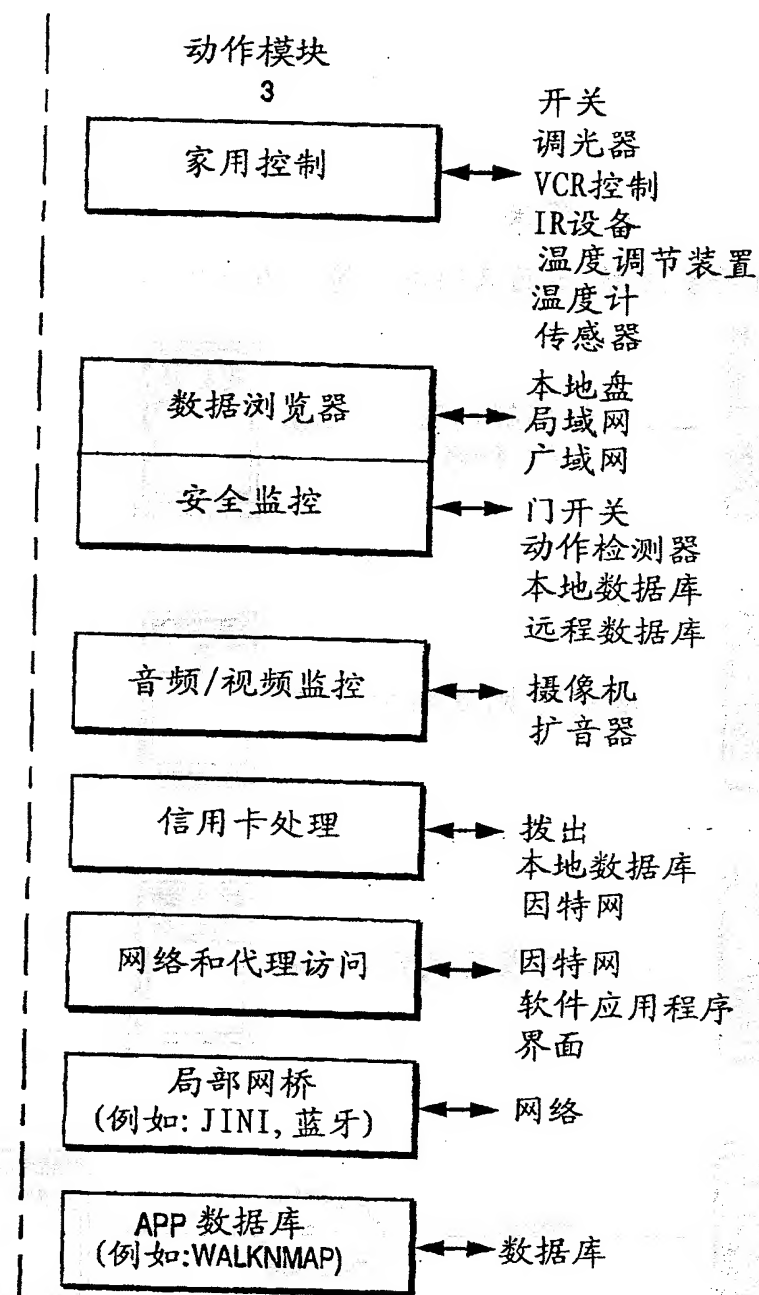 动作模块
3
家用控制
开关
调光器
VCR控制
IR设备
温度调节装置
温度计
传感器
数据浏览器
本地盘
局域网
广域网
安全监控
门开关
动作检测器
本地数据库
远程数据库
音频/视频监控
摄像机
扩音器
信用卡处理
拨出
本地数据库
因特网
网络和代理访问
因特网
软件应用程序
界面
局部网桥
(例如: JINI, 蓝牙)
网络
APP 数据库
(例如:WALKNMAP)
数据库